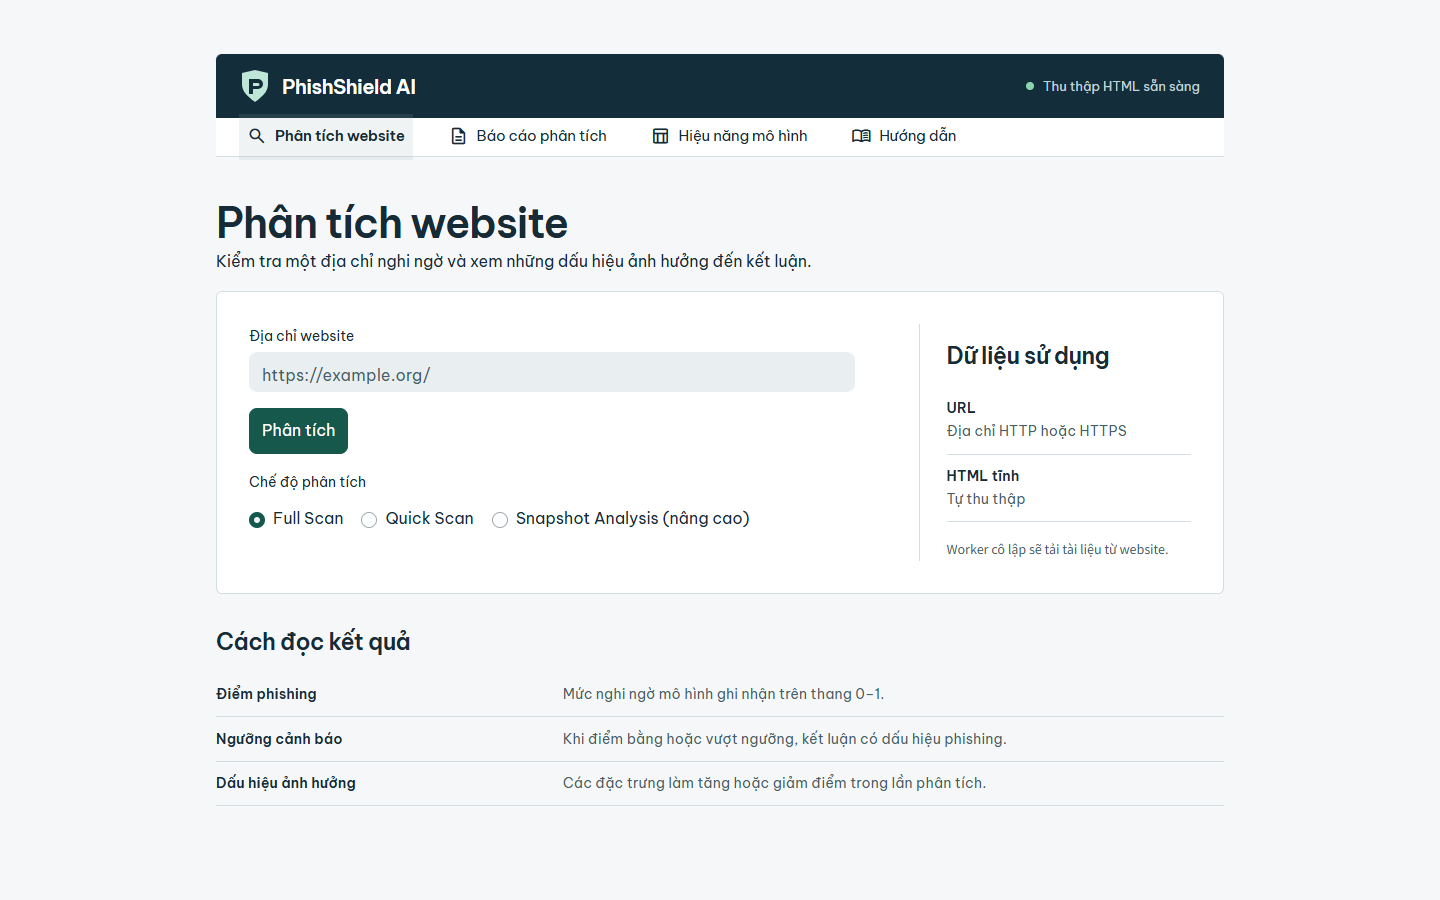 PhishShield AI
Thu thập HTML sẵn sàng
Phân tích website
Báo cáo phân tích
Hiệu năng mô hình
Hướng dẫn
Phân tích website
Kiểm tra một địa chỉ nghi ngờ và xem những dấu hiệu ảnh hưởng đến kết luận.
Địa chỉ website
https://example.org/
Phân tích
Chế độ phân tích
Full Scan
Quick Scan
Snapshot Analysis (nâng cao)
Dữ liệu sử dụng
URL
Địa chỉ HTTP hoặc HTTPS
HTML tĩnh
Tự thu thập
Worker cô lập sẽ tải tài liệu từ website.
Cách đọc kết quả
Điểm phishing
Mức nghi ngờ mô hình ghi nhận trên thang 0–1.
Ngưỡng cảnh báo
Khi điểm bằng hoặc vượt ngưỡng, kết luận có dấu hiệu phishing.
Dấu hiệu ảnh hưởng
Các đặc trưng làm tăng hoặc giảm điểm trong lần phân tích.